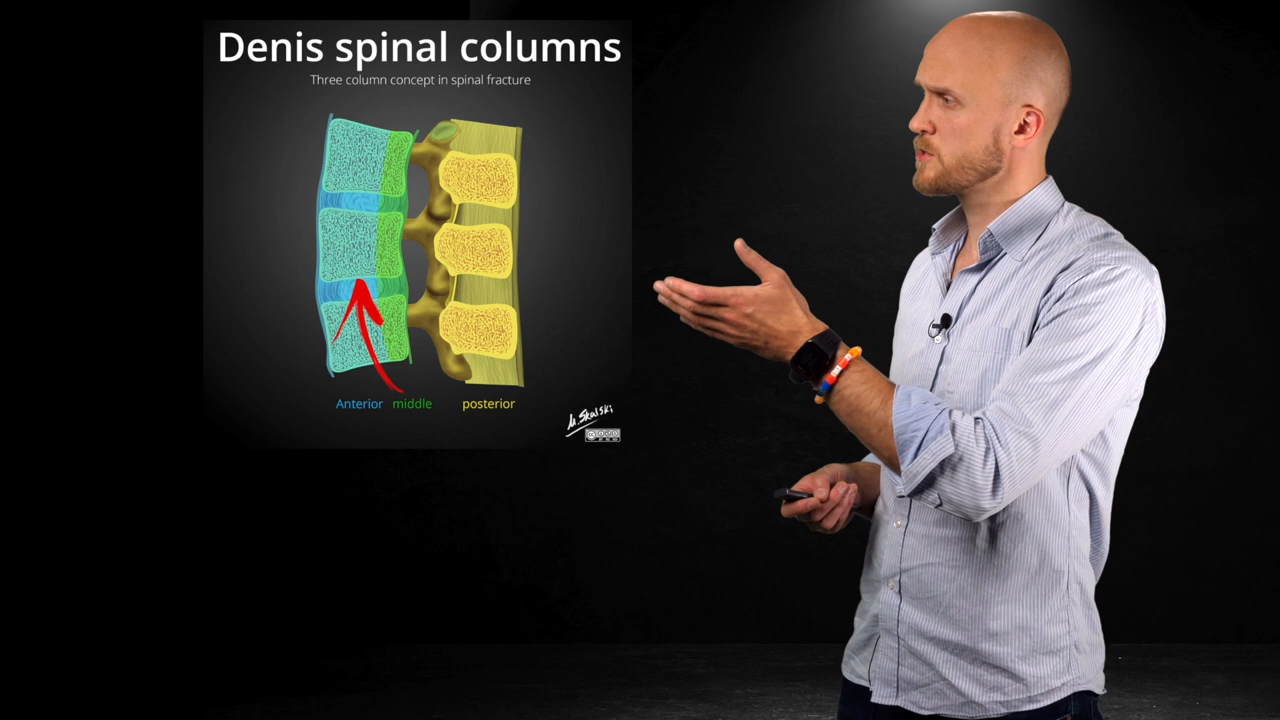 Denis spinal columns
Three column concept in spinal fracture
Anterior middle posterior
M.Skalski